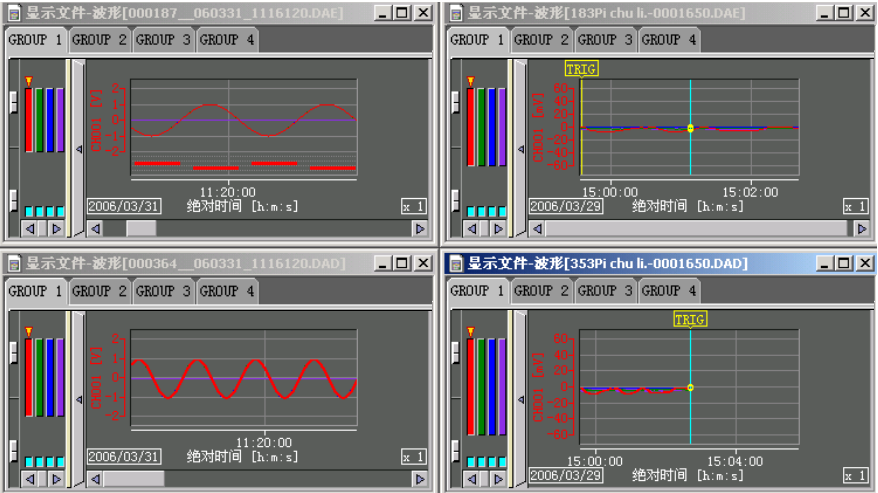 显示文件-波形[000187__060331_1116120.DAE]
GROUP 1 GROUP 2 GROUP 3 GROUP 4
CH001 [V]
2
1
0
-1
-2
11:20:00
2006/03/31 绝对时间 [h:m:s] x 1
显示文件-波形[183Pi chu li.-0001650.DAE]
GROUP 1 GROUP 2 GROUP 3 GROUP 4
TRIG
CH001 [mV]
60
40
20
0
-20
-40
-60
15:00:00 15:02:00
2006/03/29 绝对时间 [h:m:s] x 1
显示文件-波形[000364__060331_1116120.DAD]
GROUP 1 GROUP 2 GROUP 3 GROUP 4
CH001 [V]
2
1
0
-1
-2
11:20:00
2006/03/31 绝对时间 [h:m:s] x 1
显示文件-波形[353Pi chu li.-0001650.DAD]
GROUP 1 GROUP 2 GROUP 3 GROUP 4
TRIG
CH001 [mV]
60
40
20
0
-20
-40
-60
15:00:00 15:04:00
2006/03/29 绝对时间 [h:m:s] x 1